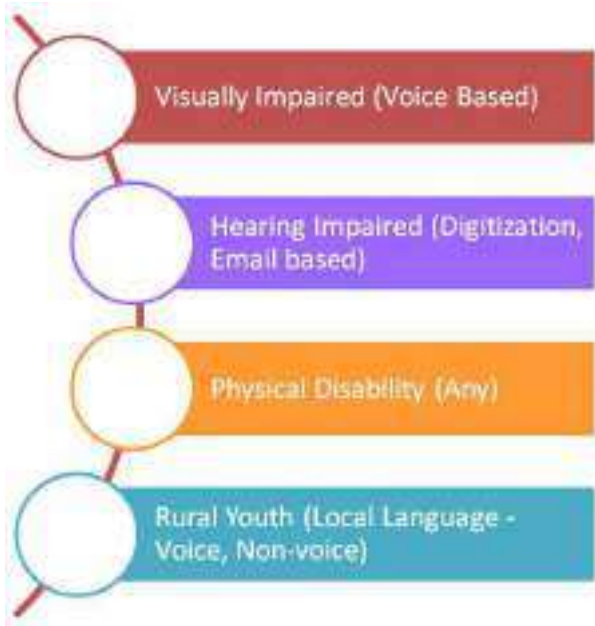 Visually Impaired (Voice Based)
Hearing Impaired (Digitization,
Email based)
Physical Disability (Any)
Rural Youth (Local Language -
Voice, Non-voice)